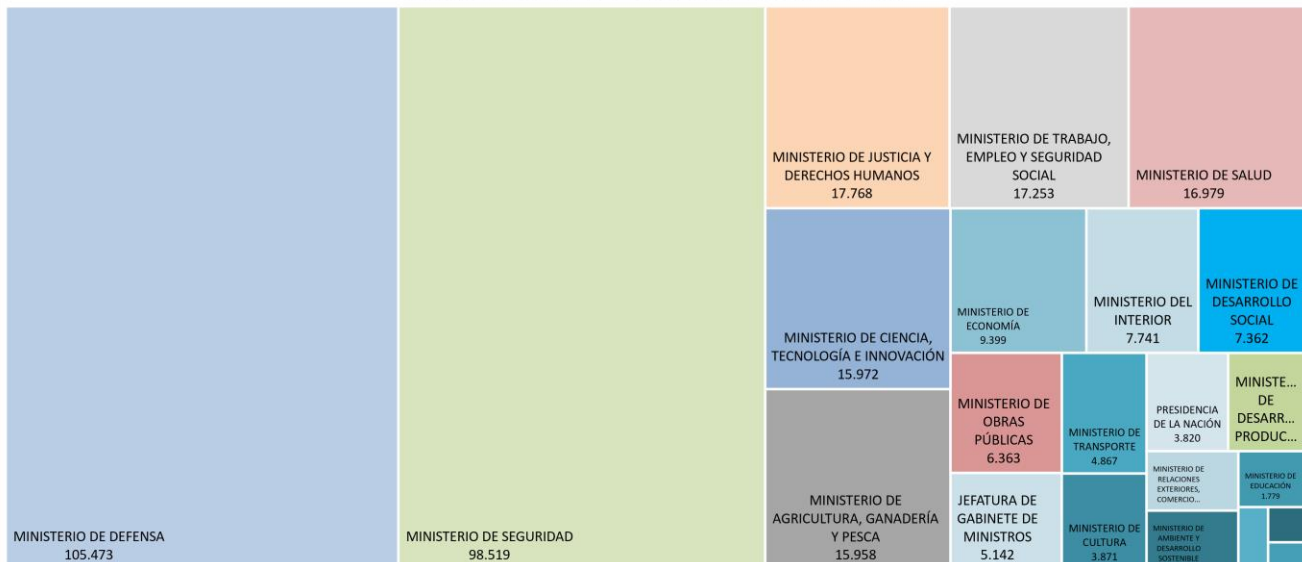 MINISTERIO DE DEFENSA
105.473
MINISTERIO DE SEGURIDAD
98.519
MINISTERIO DE JUSTICIA Y
DERECHOS HUMANOS
17.768
MINISTERIO DE TRABAJO,
EMPLEO Y SEGURIDAD
SOCIAL
17.253
MINISTERIO DE SALUD
16.979
MINISTERIO DE CIENCIA,
TECNOLOGÍA E INNOVACIÓN
15.972
MINISTERIO DE
AGRICULTURA, GANADERÍA
Y PESCA
15.958
MINISTERIO DE
ECONOMÍA
9.399
MINISTERIO DEL
INTERIOR
7.741
MINISTERIO DE
DESARROLLO
SOCIAL
7.362
MINISTERIO DE
OBRAS
PÚBLICAS
6.363
JEFATURA DE
GABINETE DE
MINISTROS
5.142
MINISTERIO DE
TRANSPORTE
4.867
MINISTERIO DE
CULTURA
3.871
PRESIDENCIA
DE LA NACIÓN
3.820
MINISTE...
DE
DESARR...
PRODUC...
MINISTERIO DE
RELACIONES
EXTERIORES,
COMERCIO...
MINISTERIO DE
EDUCACIÓN
1.779
MINISTERIO DE
AMBIENTE Y
DESARROLLO
SOSTENIBLE